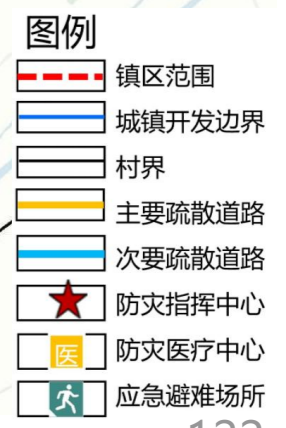 图例
镇区范围
城镇开发边界
村界
主要疏散道路
次要疏散道路
防灾指挥中心
医 防灾医疗中心
应急避难场所